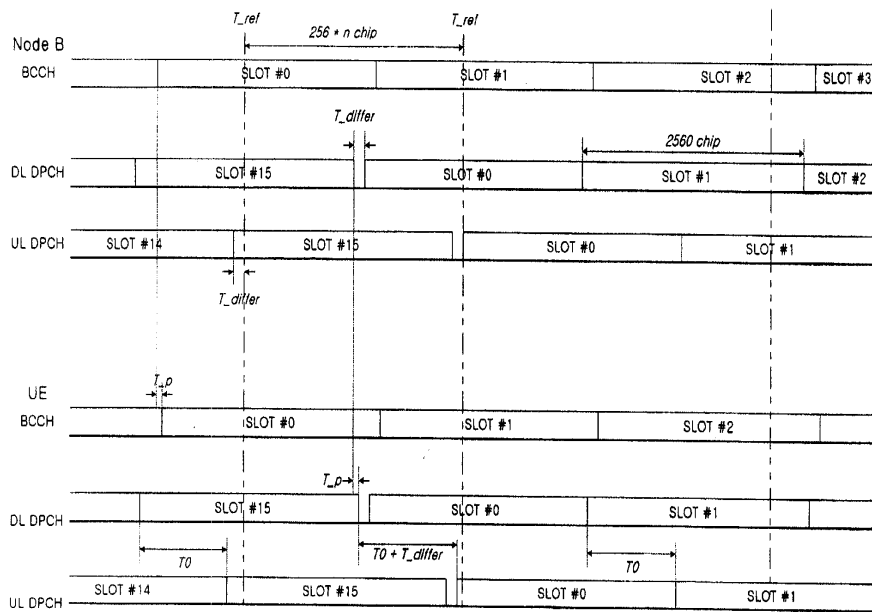 T_ref T_ref
256 * n chip
Node B
BCCH SLOT #0 SLOT #1 SLOT #2 SLOT #3
T_differ
2560 chip
DL DPCH SLOT #15 SLOT #0 SLOT #1 SLOT #2
UL DPCH SLOT #14 SLOT #15 SLOT #0 SLOT #1
T_differ
T_p
UE
BCCH SLOT #0 SLOT #1 SLOT #2
T_p
DL DPCH SLOT #15 SLOT #0 SLOT #1
T0 T0 + T_differ T0
UL DPCH SLOT #14 SLOT #15 SLOT #0 SLOT #1